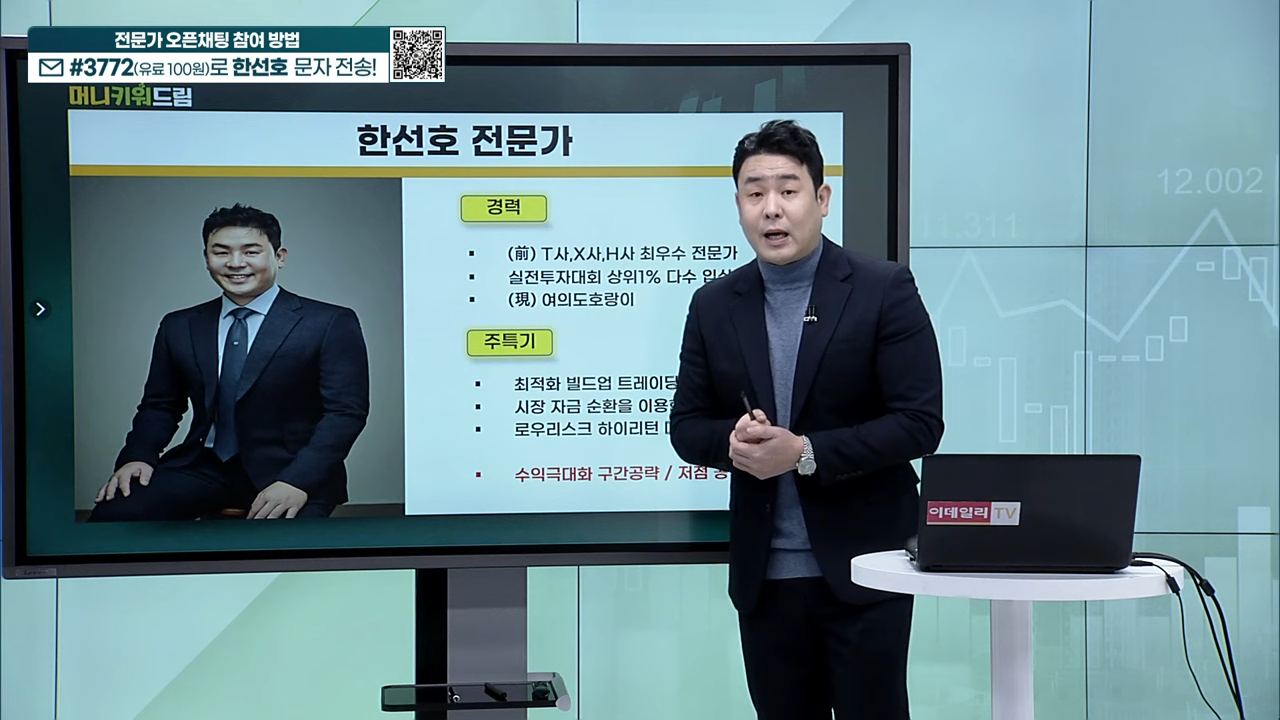 전문가 오픈채팅 참여 방법
#3772(유료 100원)로 한선호 문자 전송!
머니키워드림
한선호 전문가
경력
(前) T사,X사,H사 최우수 전문가
실전투자대회 상위1% 다수
(現) 여의도호랑이
주특기
최적화 빌드업 트레이딩
시장 자금 순환을
로우리스크 하이리턴
수익극대화 구간공략 / 저점
11.311
12.002
이데일리TV